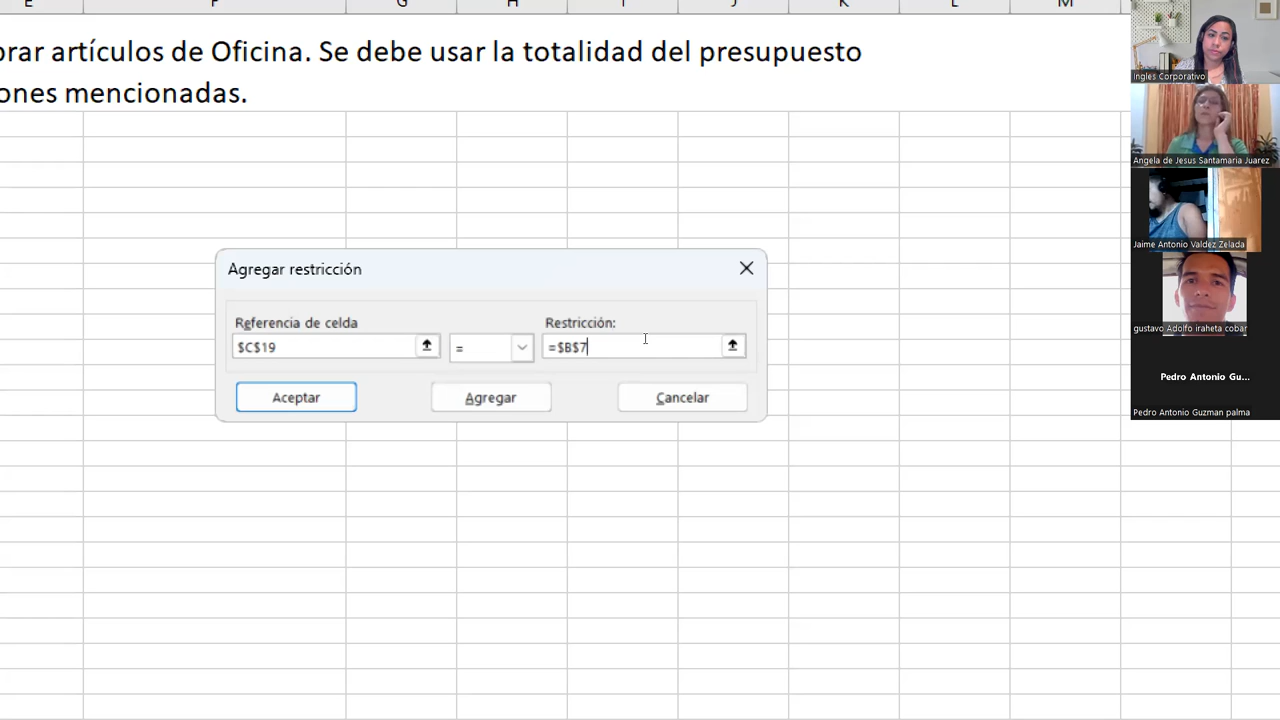 E F G H I J K L M
orar artículos de Oficina. Se debe usar la totalidad del presupuesto
ones mencionadas.
Agregar restricción
Referencia de celda
Restricción:
$C$19
=
=$B$7
Aceptar
Agregar
Cancelar
ingles Corporativo
Angela de Jesus Santamaria Juarez
Jaime Antonio Valdez Zelada
gustavo Adolfo iraheta cobar
Pedro Antonio Gu...
Pedro Antonio Guzman palma